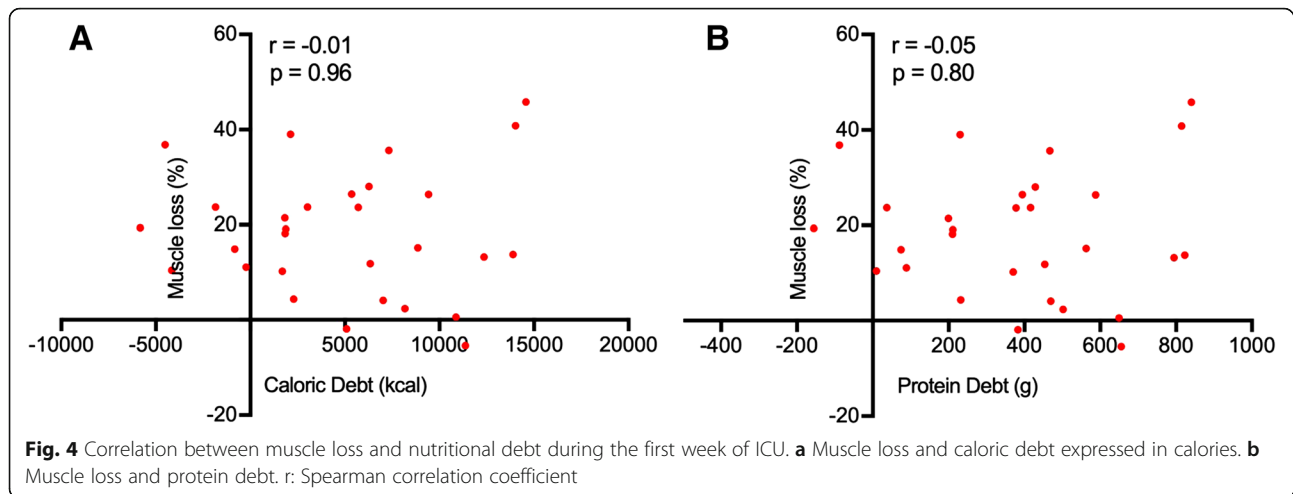 A
60
40
20
-20
Muscle loss (%)
r = -0.01
p = 0.96
-10000 -5000 5000 10000 15000 20000
Caloric Debt (kcal)
B
60
40
20
-20
Muscle loss (%)
r = -0.05
p = 0.80
-400 -200 200 400 600 800 1000
Protein Debt (g)
Fig. 4 Correlation between muscle loss and nutritional debt during the first week of ICU. a Muscle loss and caloric debt expressed in calories. b
Muscle loss and protein debt. r: Spearman correlation coefficient